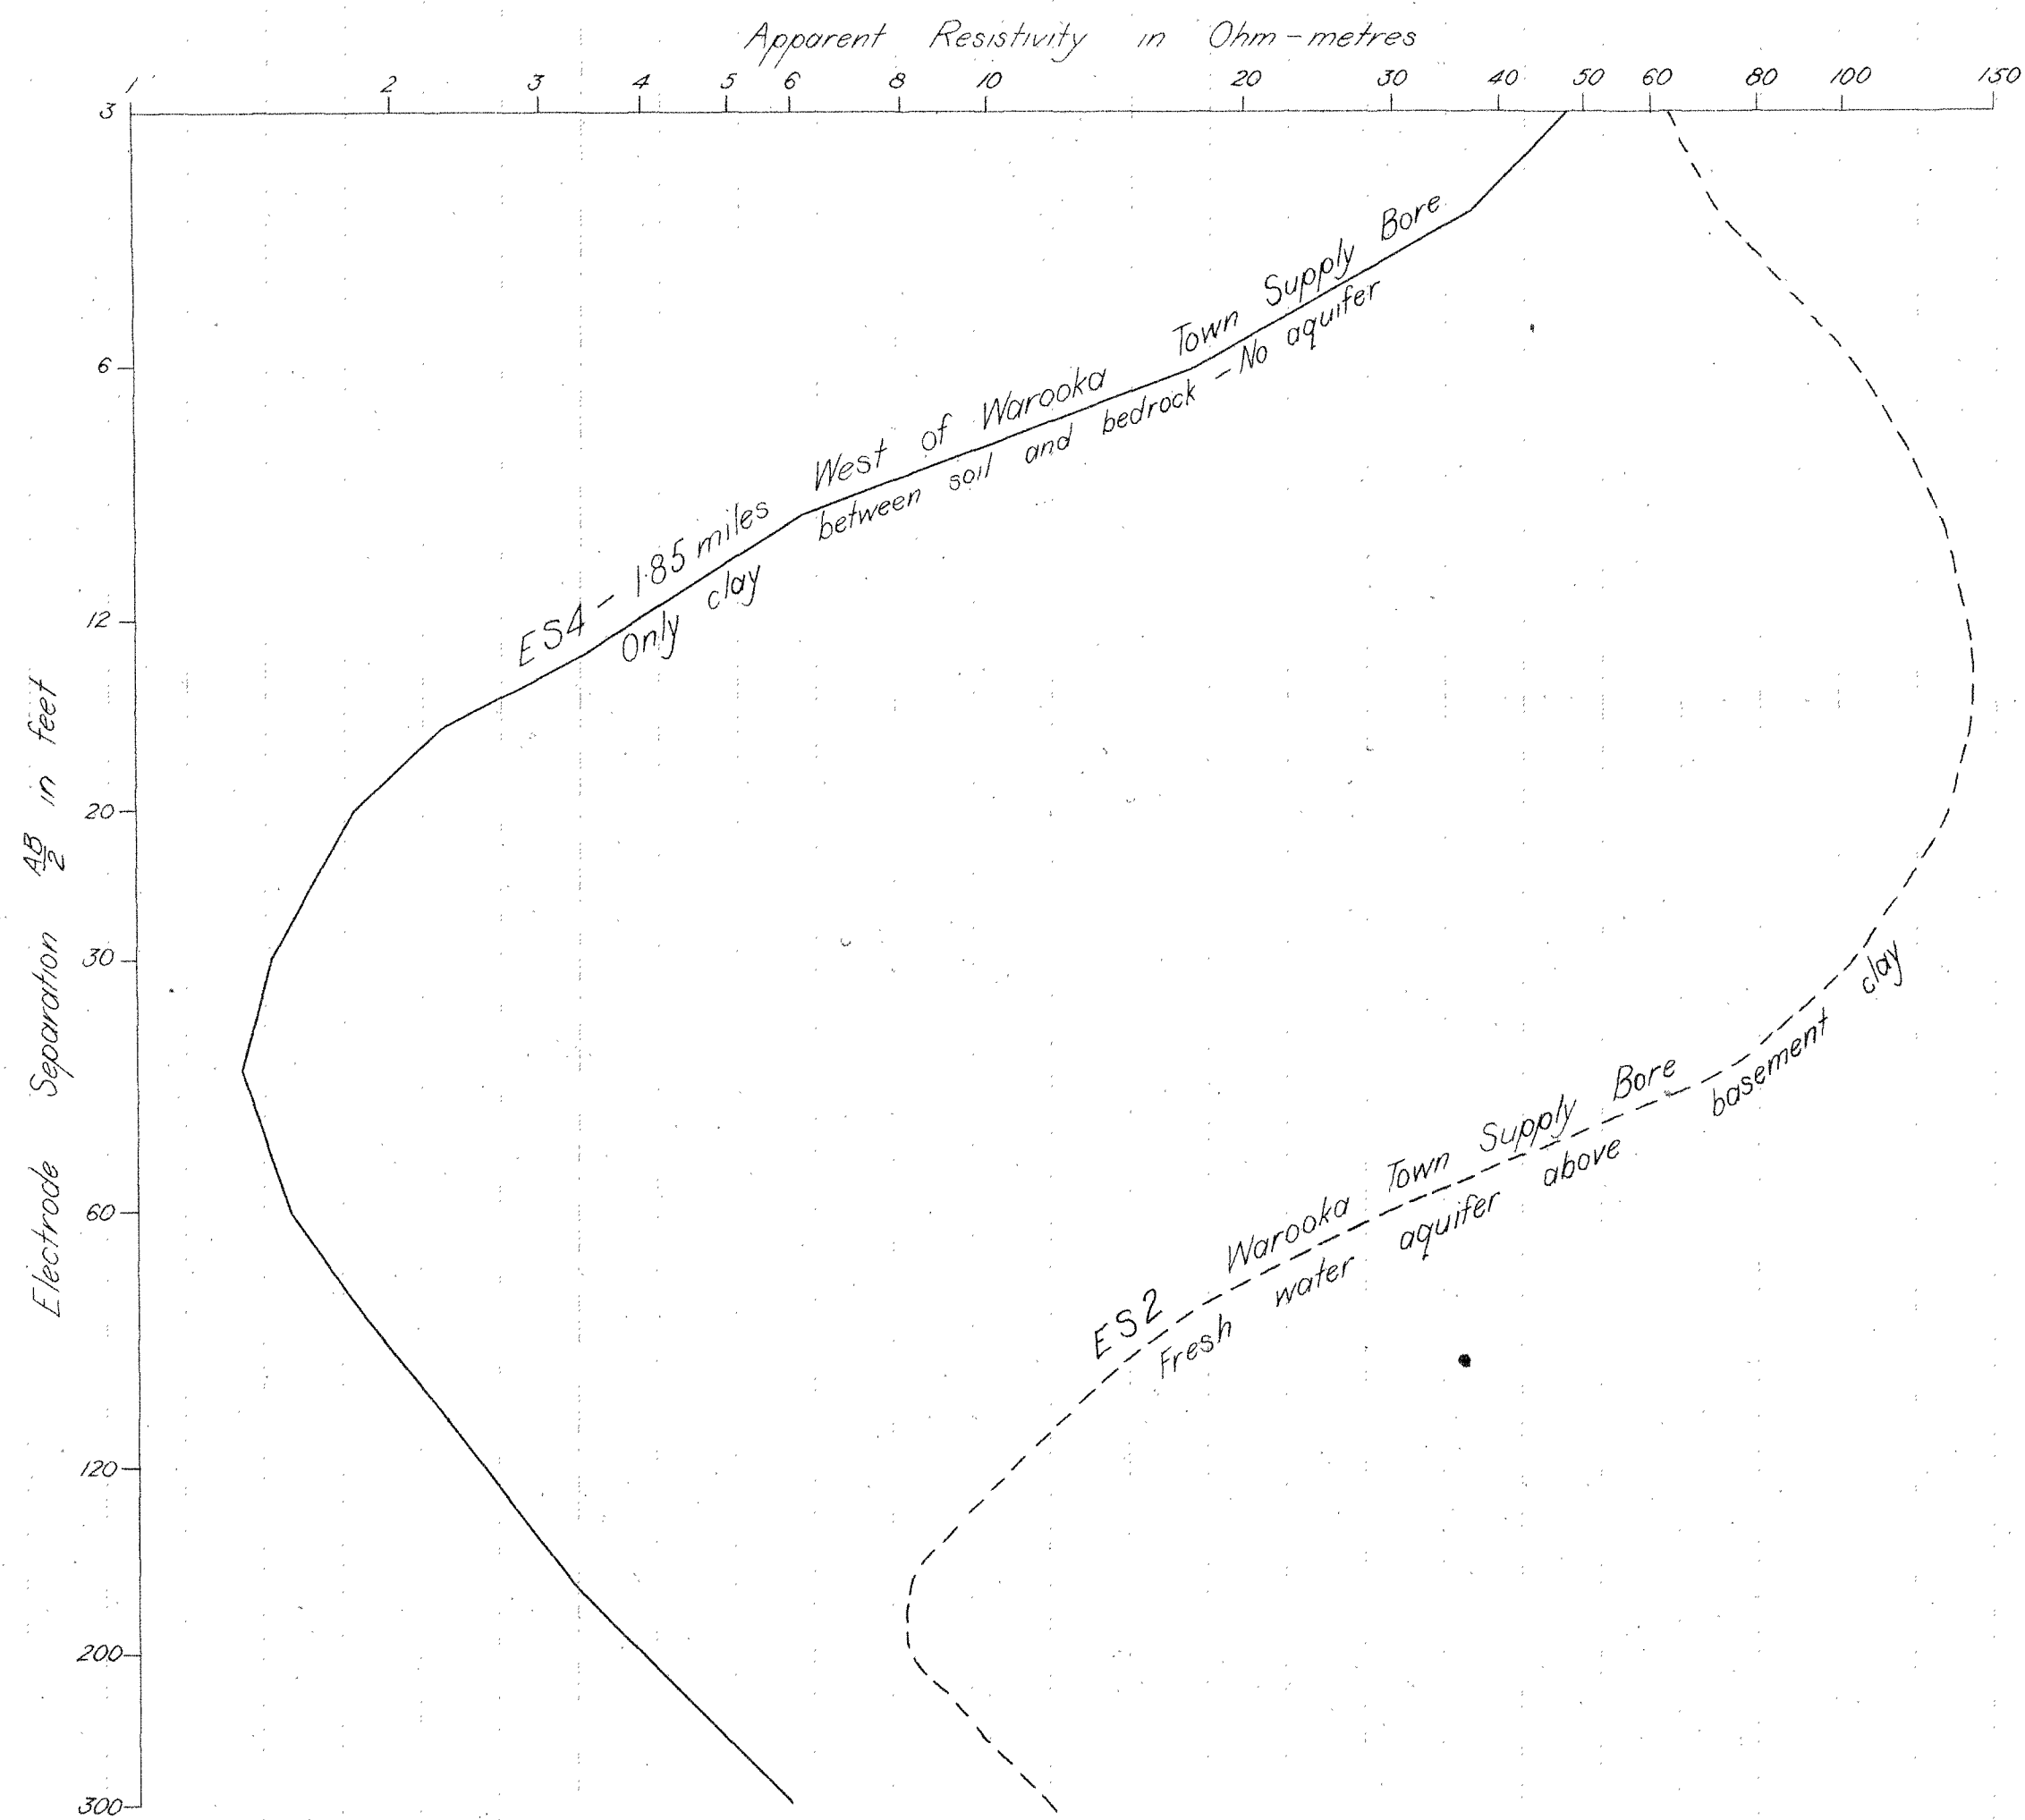 Apparent Resistivity in Ohm-metres
1 2 3 4 5 6 8 10 20 30 40 50 60 80 100 150
3
6
12
20
30
60
120
200
300
Electrode Separation AB/2 in feet
ES4 - 1·85 miles West of Warooka Town Supply Bore
Only clay between soil and bedrock - No aquifer
ES2 Warooka Town Supply Bore
Fresh water aquifer above basement clay